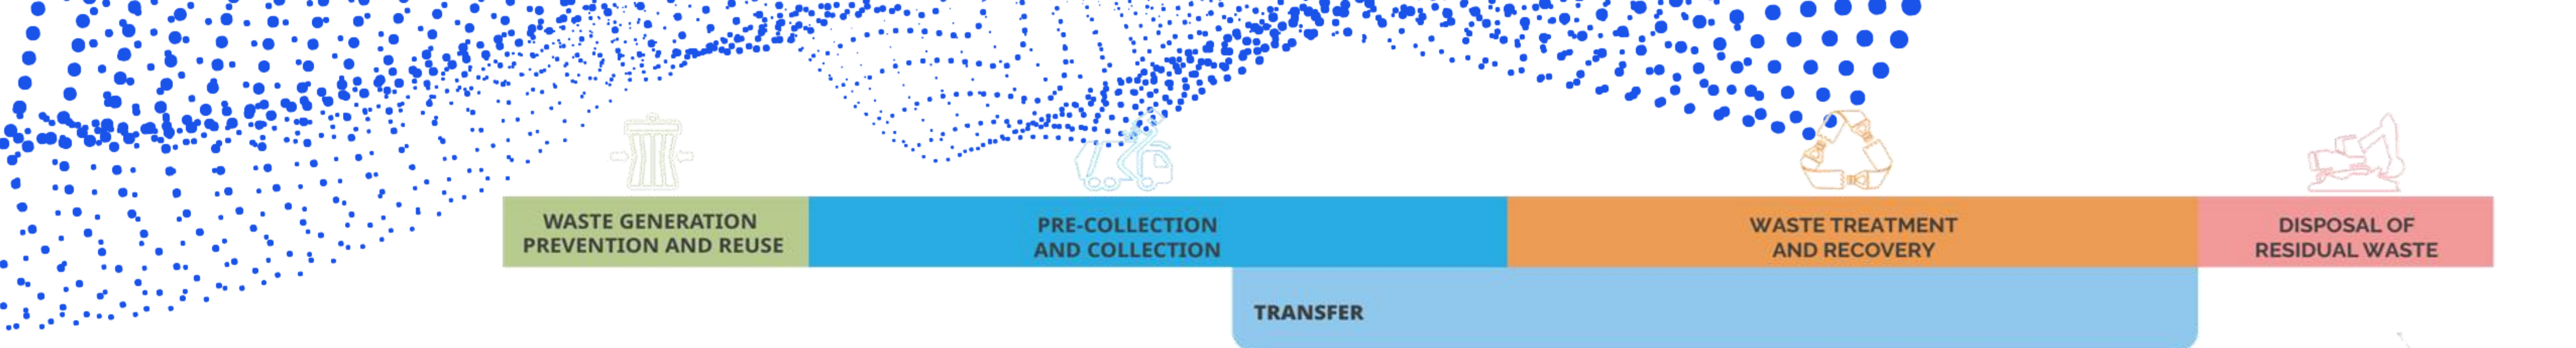 WASTE GENERATION
PREVENTION AND REUSE
PRE-COLLECTION
AND COLLECTION
WASTE TREATMENT
AND RECOVERY
DISPOSAL OF
RESIDUAL WASTE
TRANSFER